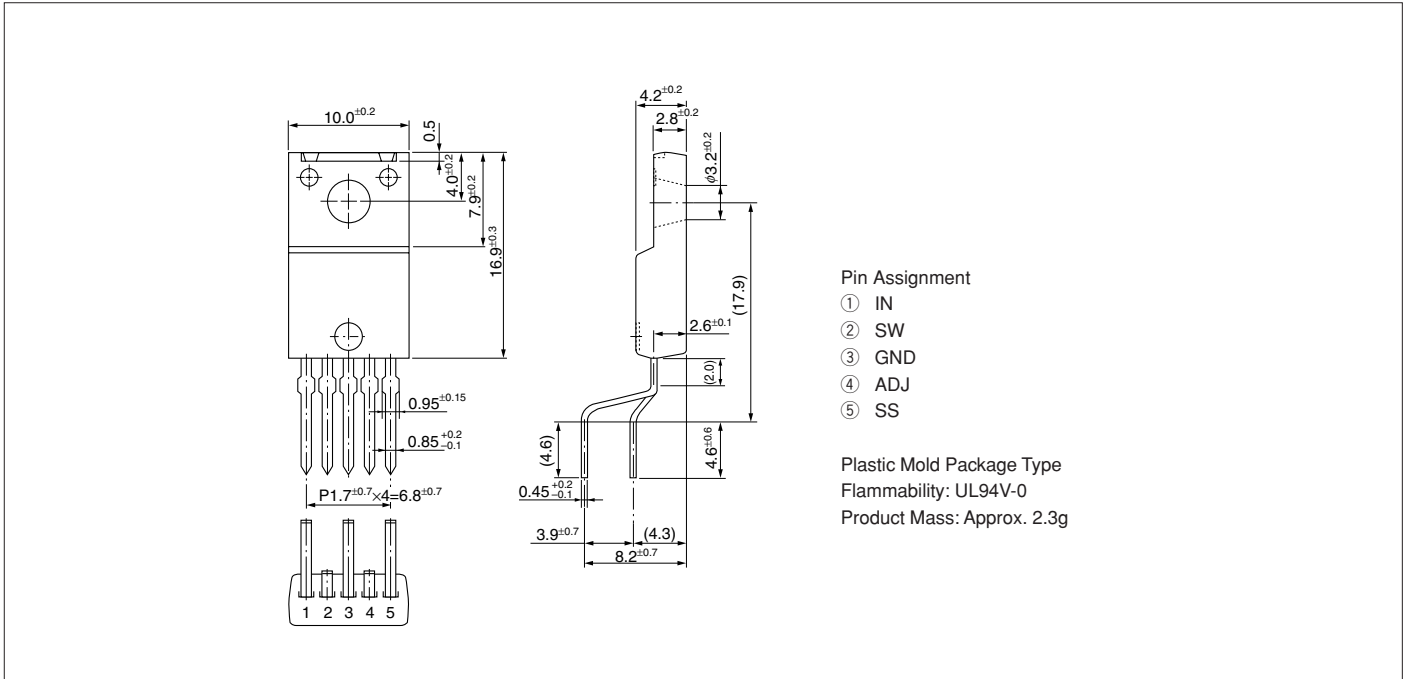 10.0±0.2
0.5
4.0±0.2
7.9±0.2
16.9±0.3
0.95±0.15
0.85 +0.2 −0.1
P1.7±0.7×4=6.8±0.7
1 2 3 4 5
4.2±0.2
2.8±0.2
φ3.2±0.2
(17.9)
2.6±0.1
(2.0)
(4.6)
4.6±0.6
0.45 +0.2 −0.1
3.9±0.7
(4.3)
8.2±0.7
Pin Assignment
① IN
② SW
③ GND
④ ADJ
⑤ SS
Plastic Mold Package Type
Flammability: UL94V-0
Product Mass: Approx. 2.3g